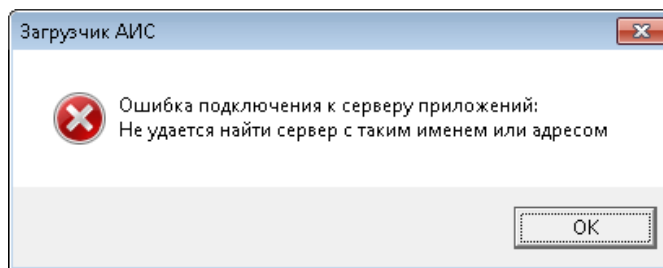 Загрузчик АИС
Ошибка подключения к серверу приложений:
Не удается найти сервер с таким именем или адресом
OK